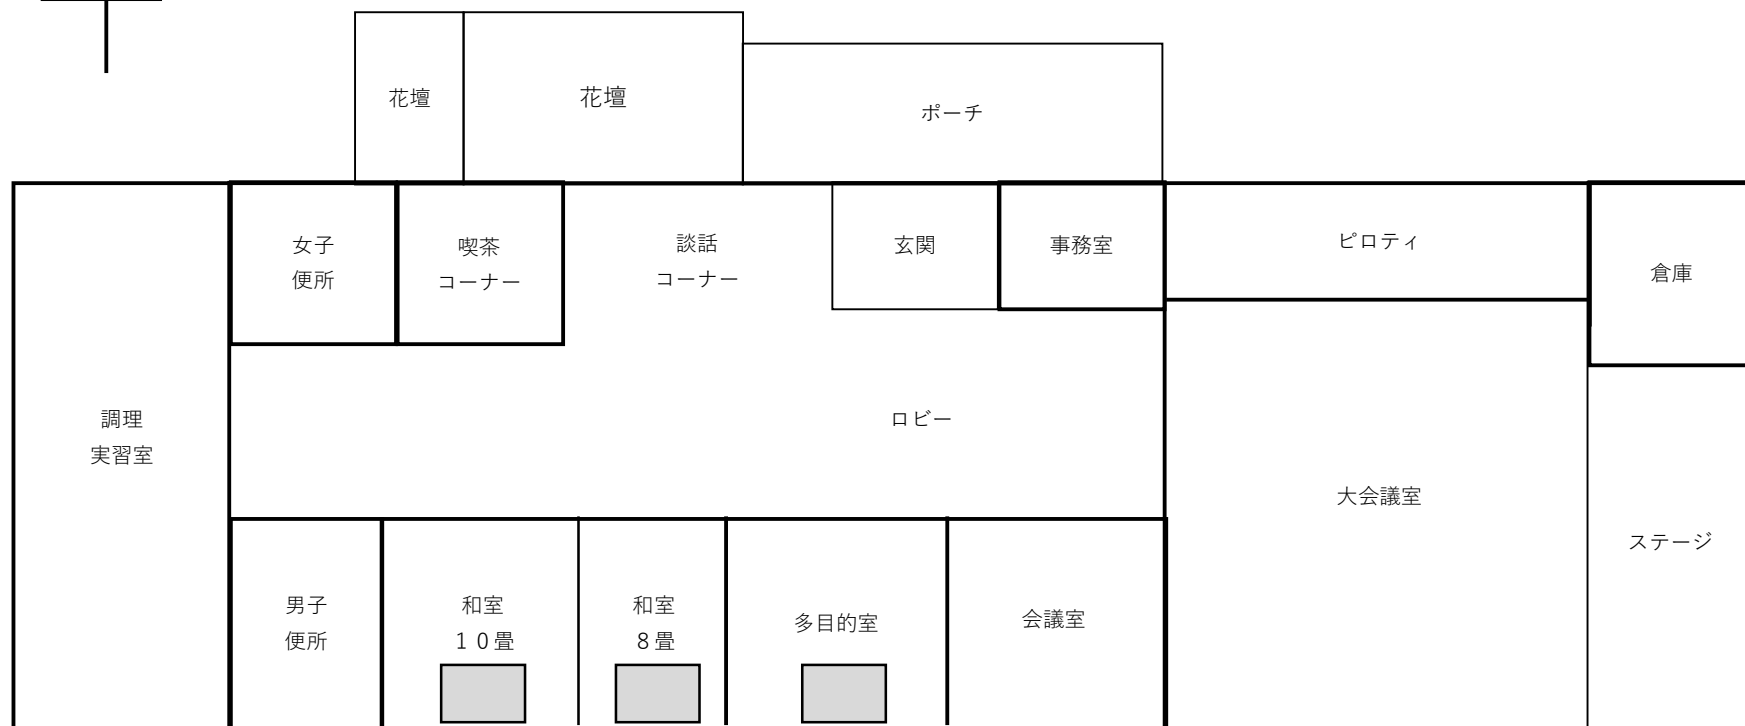 花壇
花壇
ポーチ
女子
便所
喫茶
コーナー
談話
コーナー
玄関
事務室
ピロティ
倉庫
調理
実習室
ロビー
大会議室
ステージ
男子
便所
和室
１０畳
和室
８畳
多目的室
会議室